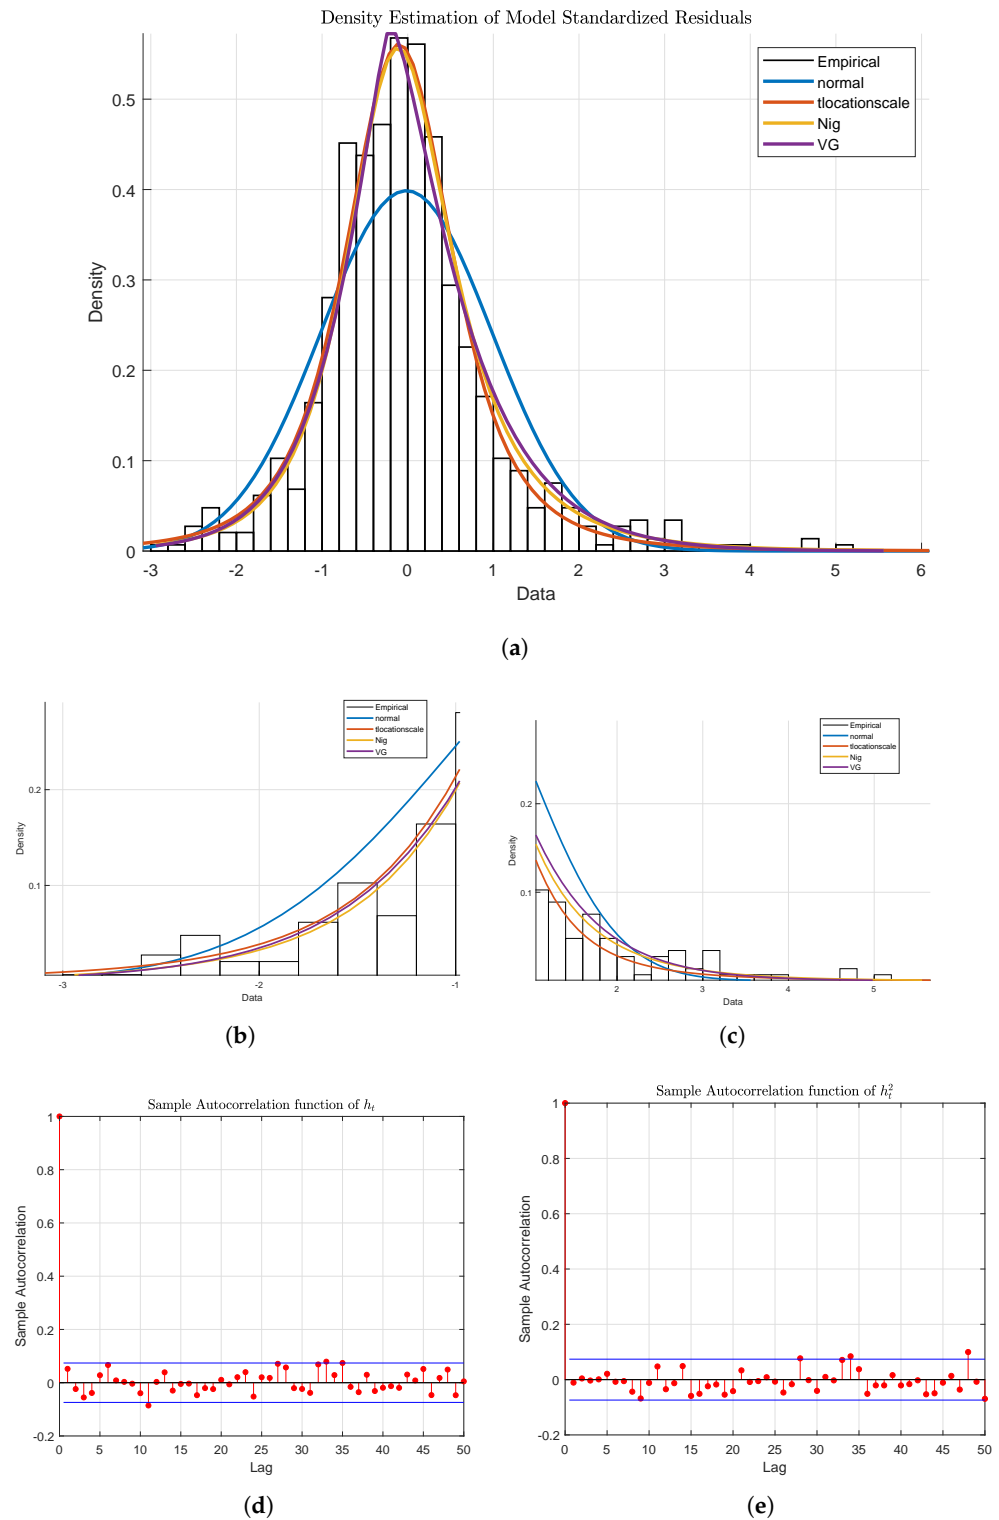 Density Estimation of Model Standardized Residuals
Empirical
normal
tlocationscale
Nig
VG
Density
0.5
0.4
0.3
0.2
0.1
0
-3 -2 -1 0 1 2 3 4 5 6
Data
(a)
Empirical
normal
tlocationscale
Nig
VG
Density
0.2
0.1
-3 -2 -1
Data
(b)
Empirical
normal
tlocationscale
Nig
VG
Density
0.2
0.1
2 3 4 5
Data
(c)
Sample Autocorrelation function of h_t
Sample Autocorrelation
1
0.8
0.6
0.4
0.2
0
-0.2
0 5 10 15 20 25 30 35 40 45 50
Lag
(d)
Sample Autocorrelation function of h_t^2
Sample Autocorrelation
1
0.8
0.6
0.4
0.2
0
-0.2
0 5 10 15 20 25 30 35 40 45 50
Lag
(e)